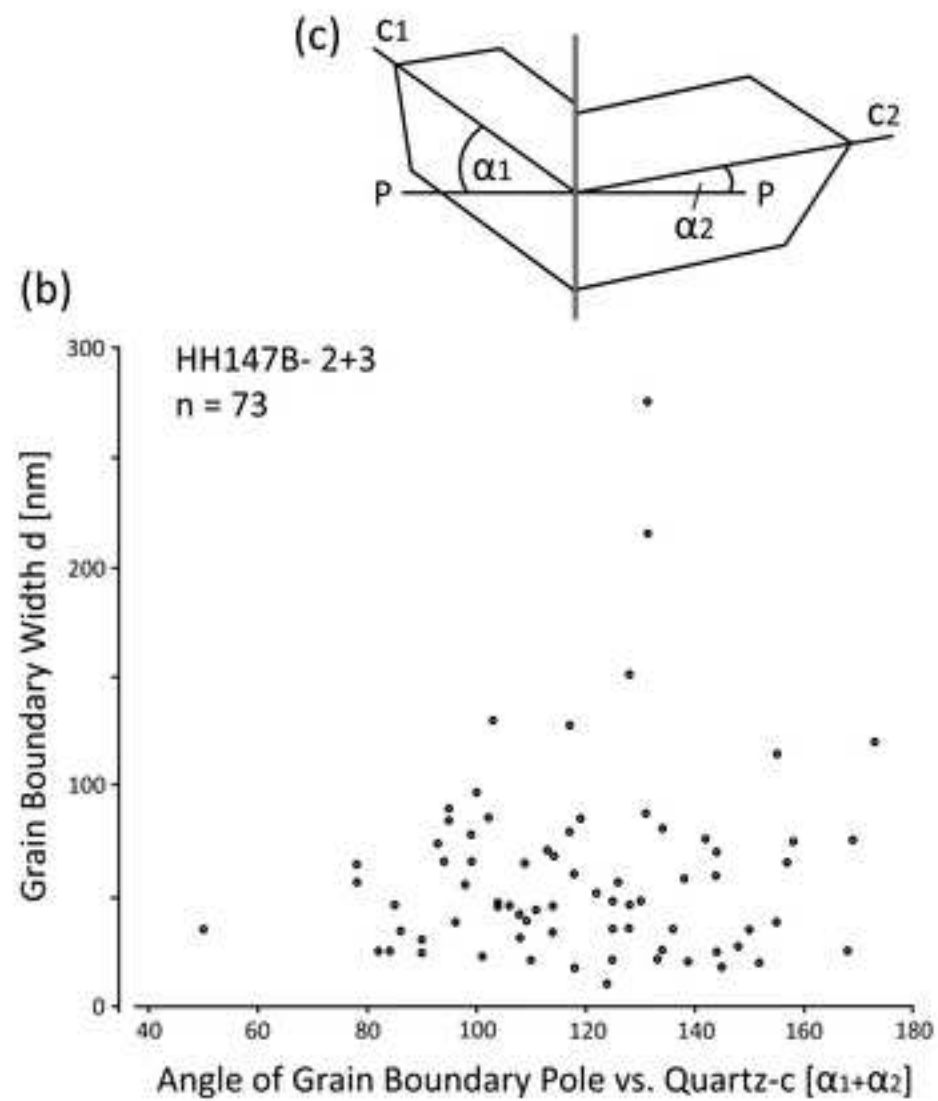 (c)
c1
c2
α1
P
P
α2
(b)
HH147B- 2+3
n = 73
Grain Boundary Width d [nm]
300
200
100
0
40 60 80 100 120 140 160 180
Angle of Grain Boundary Pole vs. Quartz-c [α1+α2]